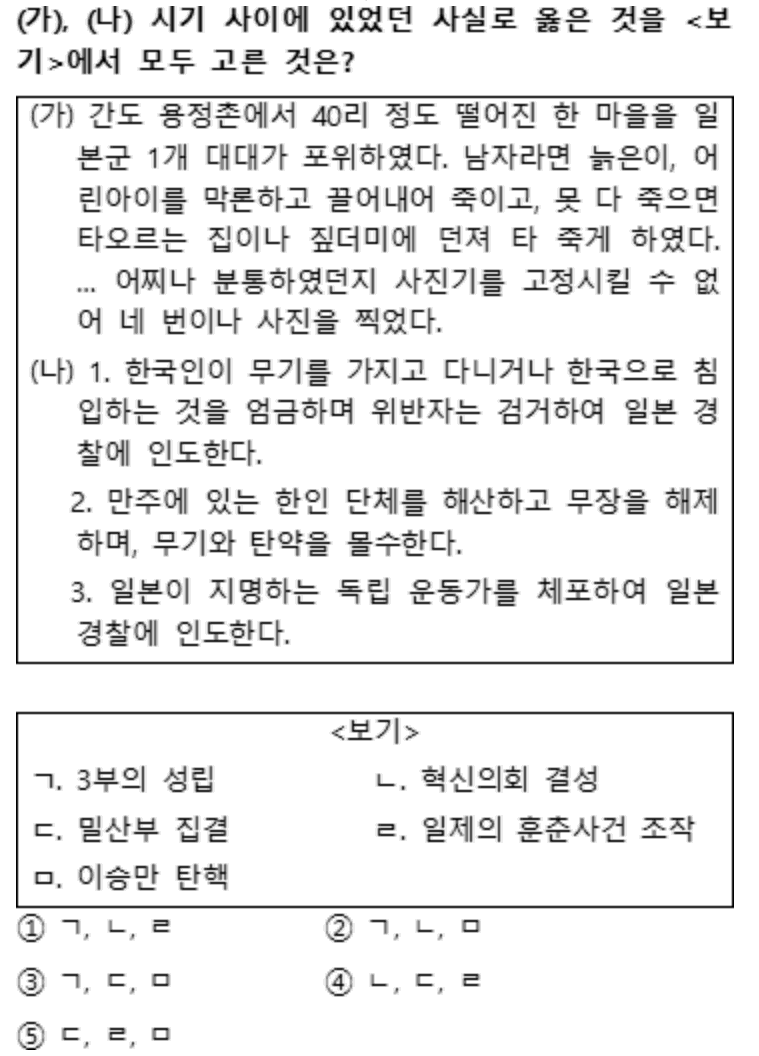 (가), (나) 시기 사이에 있었던 사실로 옳은 것을 <보
기>에서 모두 고른 것은?
(가) 간도 용정촌에서 40리 정도 떨어진 한 마을을 일
본군 1개 대대가 포위하였다. 남자라면 늙은이, 어
린아이를 막론하고 끌어내어 죽이고, 못 다 죽으면
타오르는 집이나 짚더미에 던져 타 죽게 하였다.
... 어찌나 분통하였던지 사진기를 고정시킬 수 없
어 네 번이나 사진을 찍었다.
(나) 1. 한국인이 무기를 가지고 다니거나 한국으로 침
입하는 것을 엄금하며 위반자는 검거하여 일본 경
찰에 인도한다.
2. 만주에 있는 한인 단체를 해산하고 무장을 해제
하며, 무기와 탄약을 몰수한다.
3. 일본이 지명하는 독립 운동가를 체포하여 일본
경찰에 인도한다.
<보기>
ㄱ. 3부의 성립 ㄴ. 혁신의회 결성
ㄷ. 밀산부 집결 ㄹ. 일제의 훈춘사건 조작
ㅁ. 이승만 탄핵
① ㄱ, ㄴ, ㄹ ② ㄱ, ㄴ, ㅁ
③ ㄱ, ㄷ, ㅁ ④ ㄴ, ㄷ, ㄹ
⑤ ㄷ, ㄹ, ㅁ